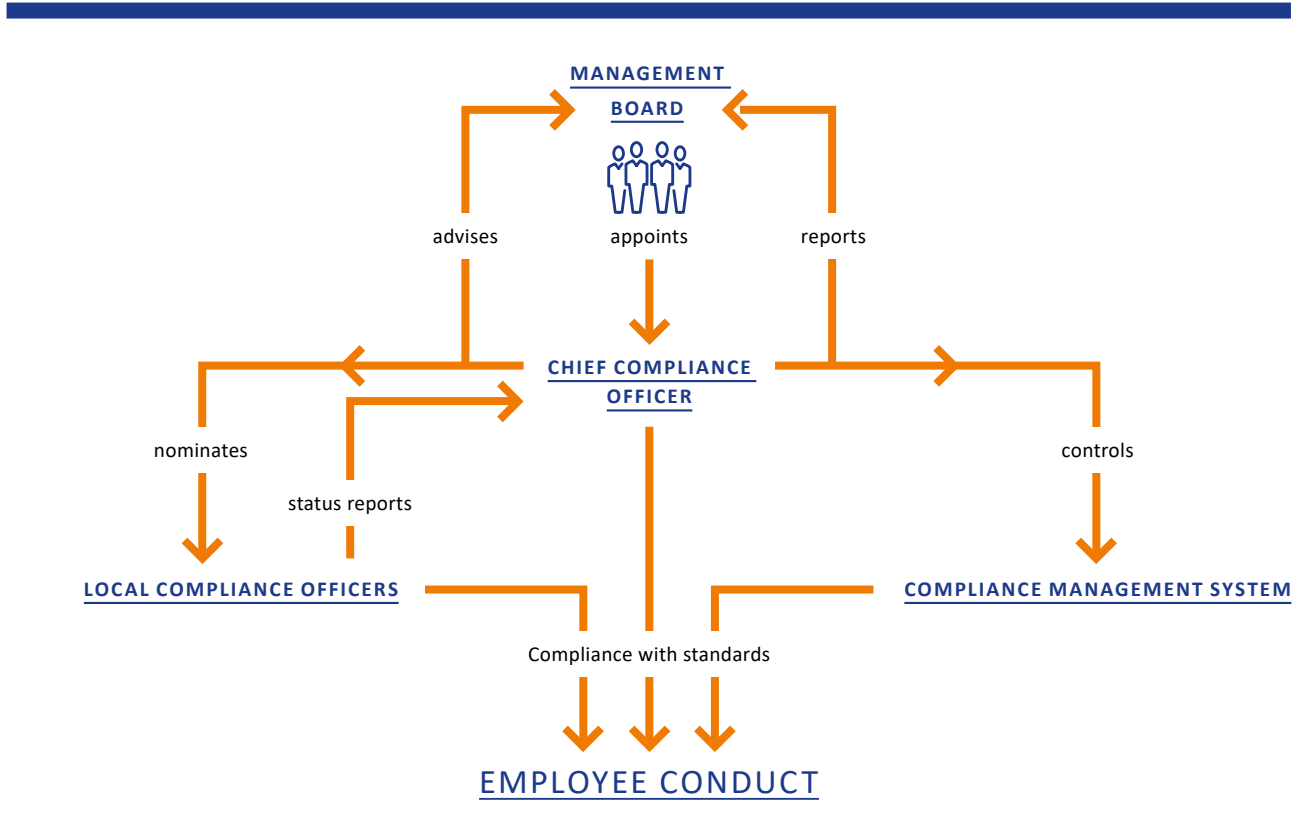 MANAGEMENT
BOARD
advises
appoints
reports
CHIEF COMPLIANCE
OFFICER
nominates
controls
status reports
LOCAL COMPLIANCE OFFICERS
COMPLIANCE MANAGEMENT SYSTEM
Compliance with standards
EMPLOYEE CONDUCT